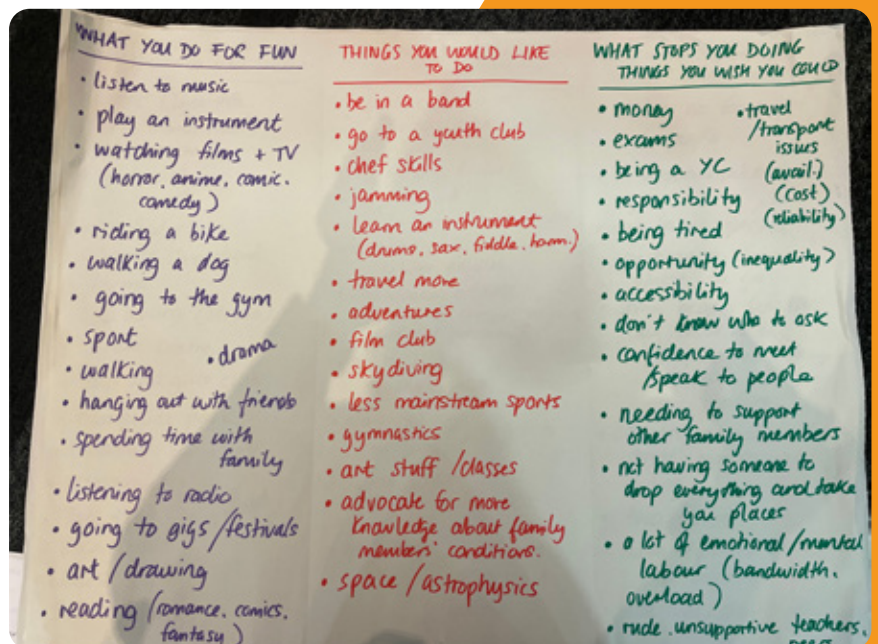 WHAT YOU DO FOR FUN
• listen to music
• play an instrument
• watching films + TV
(horror, anime, comic,
comedy)
• riding a bike
• walking a dog
• going to the gym
• sport
• drama
• walking
• hanging out with friends
• spending time with
family
• listening to radio
• going to gigs/festivals
• art/drawing
• reading (romance, comics,
fantasy)
THINGS YOU WOULD LIKE
TO DO
• be in a band
• go to a youth club
• chef skills
• jamming
• learn an instrument
(drums, sax, fiddle, harm.)
• travel more
• adventures
• film club
• skydiving
• less mainstream sports
• gymnastics
• art stuff/classes
• advocate for more
knowledge about family
members' conditions.
• space/astrophysics
WHAT STOPS YOU DOING
THINGS YOU WISH YOU COULD
• money
• exams
• being a YC
• responsibility
• being tired
• travel
/transport
issues
(avail.)
(cost)
(reliability)
• opportunity (inequality)
• accessibility
• don't know who to ask
• confidence to meet
/speak to people
• needing to support
other family members
• not having someone to
drop everything and take
you places
• a lot of emotional/mental
labour (bandwidth,
overload)
• rude, unsupportive teachers,